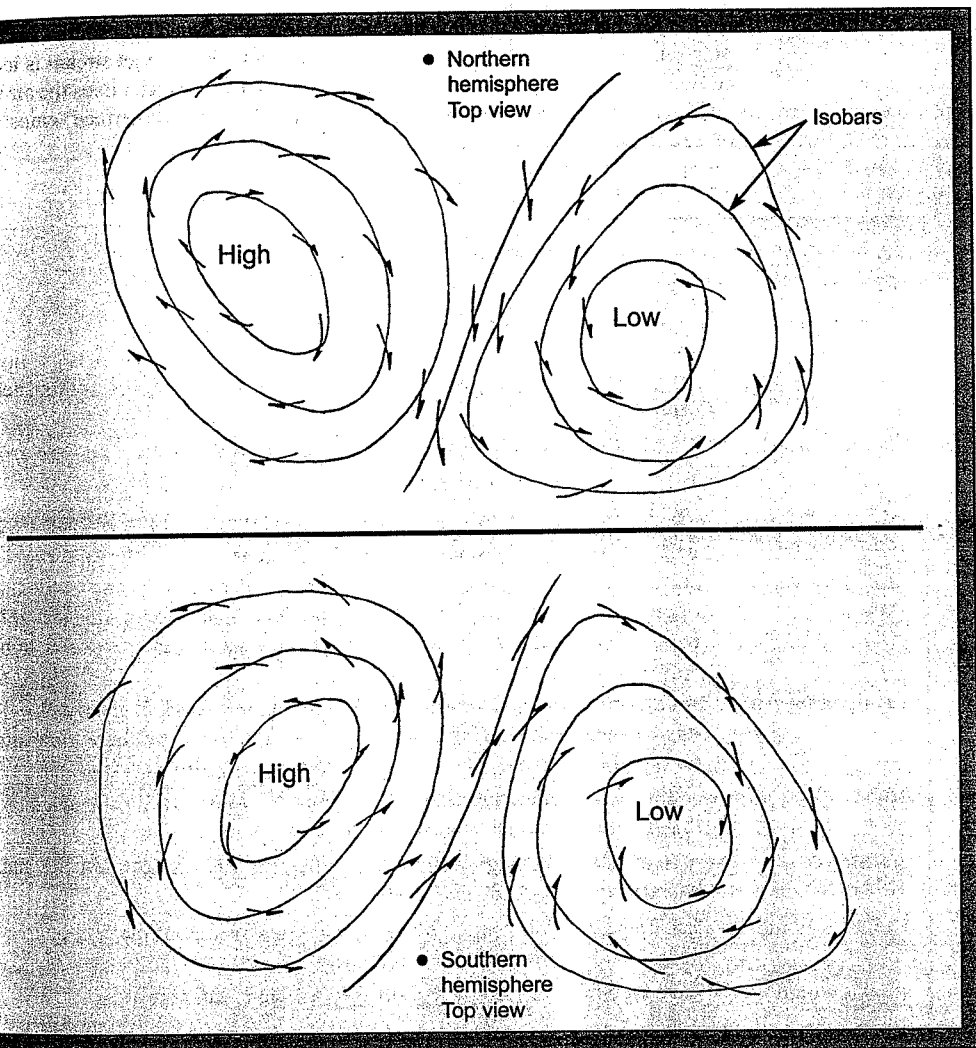 ● Northern
hemisphere
Top view
Isobars
High
Low
High
Low
● Southern
hemisphere
Top view